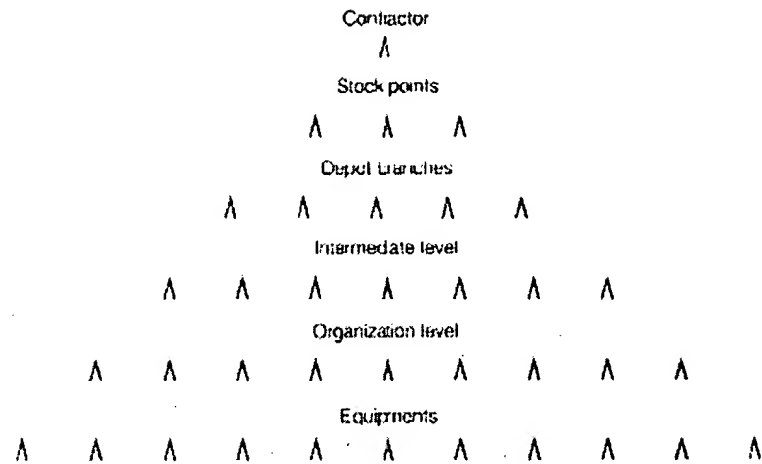 Contractor
Λ
Stock points
Λ Λ Λ
Depot branches
Λ Λ Λ Λ Λ
Intermediate level
Λ Λ Λ Λ Λ Λ Λ
Organization level
Λ Λ Λ Λ Λ Λ Λ Λ Λ
Equipments
Λ Λ Λ Λ Λ Λ Λ Λ Λ Λ Λ